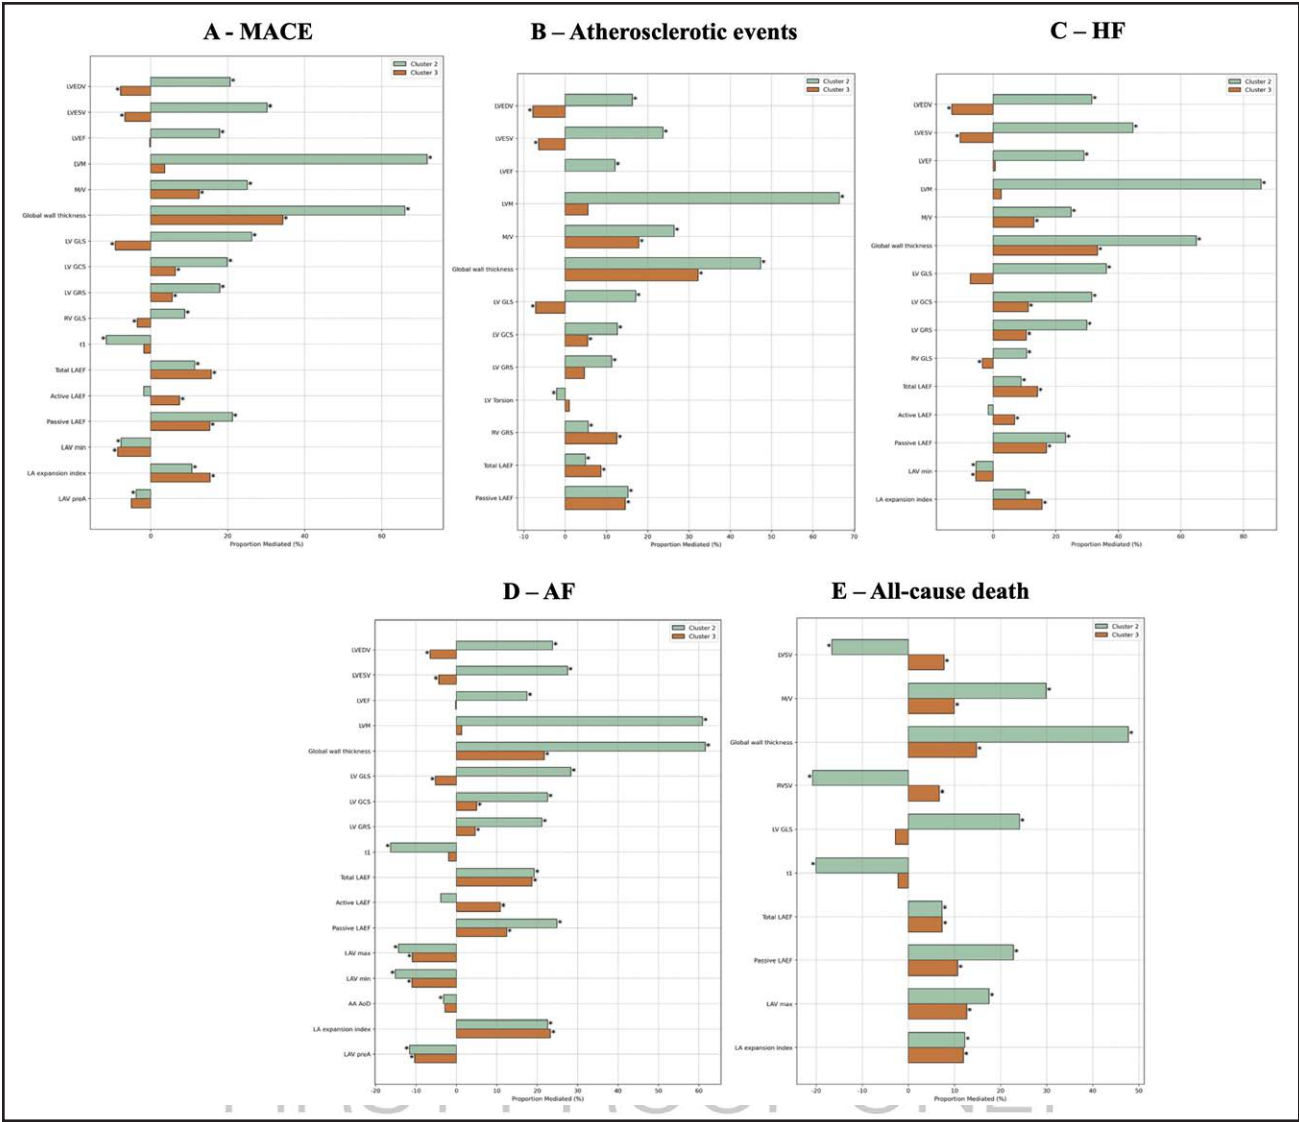 A - MACE
Cluster 2
Cluster 3
LVEDV
LVESV
LVEF
LVM
M/V
Global wall thickness
LV GLS
LV GCS
LV GRS
RV GLS
t1
Total LAEF
Active LAEF
Passive LAEF
LAV min
LA expansion index
LAV preA
0 20 40 60
Proportion Mediated (%)
B – Atherosclerotic events
Cluster 2
Cluster 3
LVEDV
LVESV
LVEF
LVM
M/V
Global wall thickness
LV GLS
LV GCS
LV GRS
LV Torsion
RV GRS
Total LAEF
Passive LAEF
-10 0 10 20 30 40 50 60 70
Proportion Mediated (%)
C – HF
Cluster 2
Cluster 3
LVEDV
LVESV
LVEF
LVM
M/V
Global wall thickness
LV GLS
LV GCS
LV GRS
RV GLS
Total LAEF
Active LAEF
Passive LAEF
LAV min
LA expansion index
0 20 40 60 80
Proportion Mediated (%)
D – AF
Cluster 2
Cluster 3
LVEDV
LVESV
LVEF
LVM
Global wall thickness
LV GLS
LV GCS
LV GRS
t1
Total LAEF
Active LAEF
Passive LAEF
LAV max
LAV min
AA AoD
LA expansion index
LAV preA
-20 -10 0 10 20 30 40 50 60
Proportion Mediated (%)
E – All-cause death
Cluster 2
Cluster 3
LVSV
M/V
Global wall thickness
RVSV
LV GLS
t1
Total LAEF
Passive LAEF
LAV max
LA expansion index
-20 -10 0 10 20 30 40 50
Proportion Mediated (%)